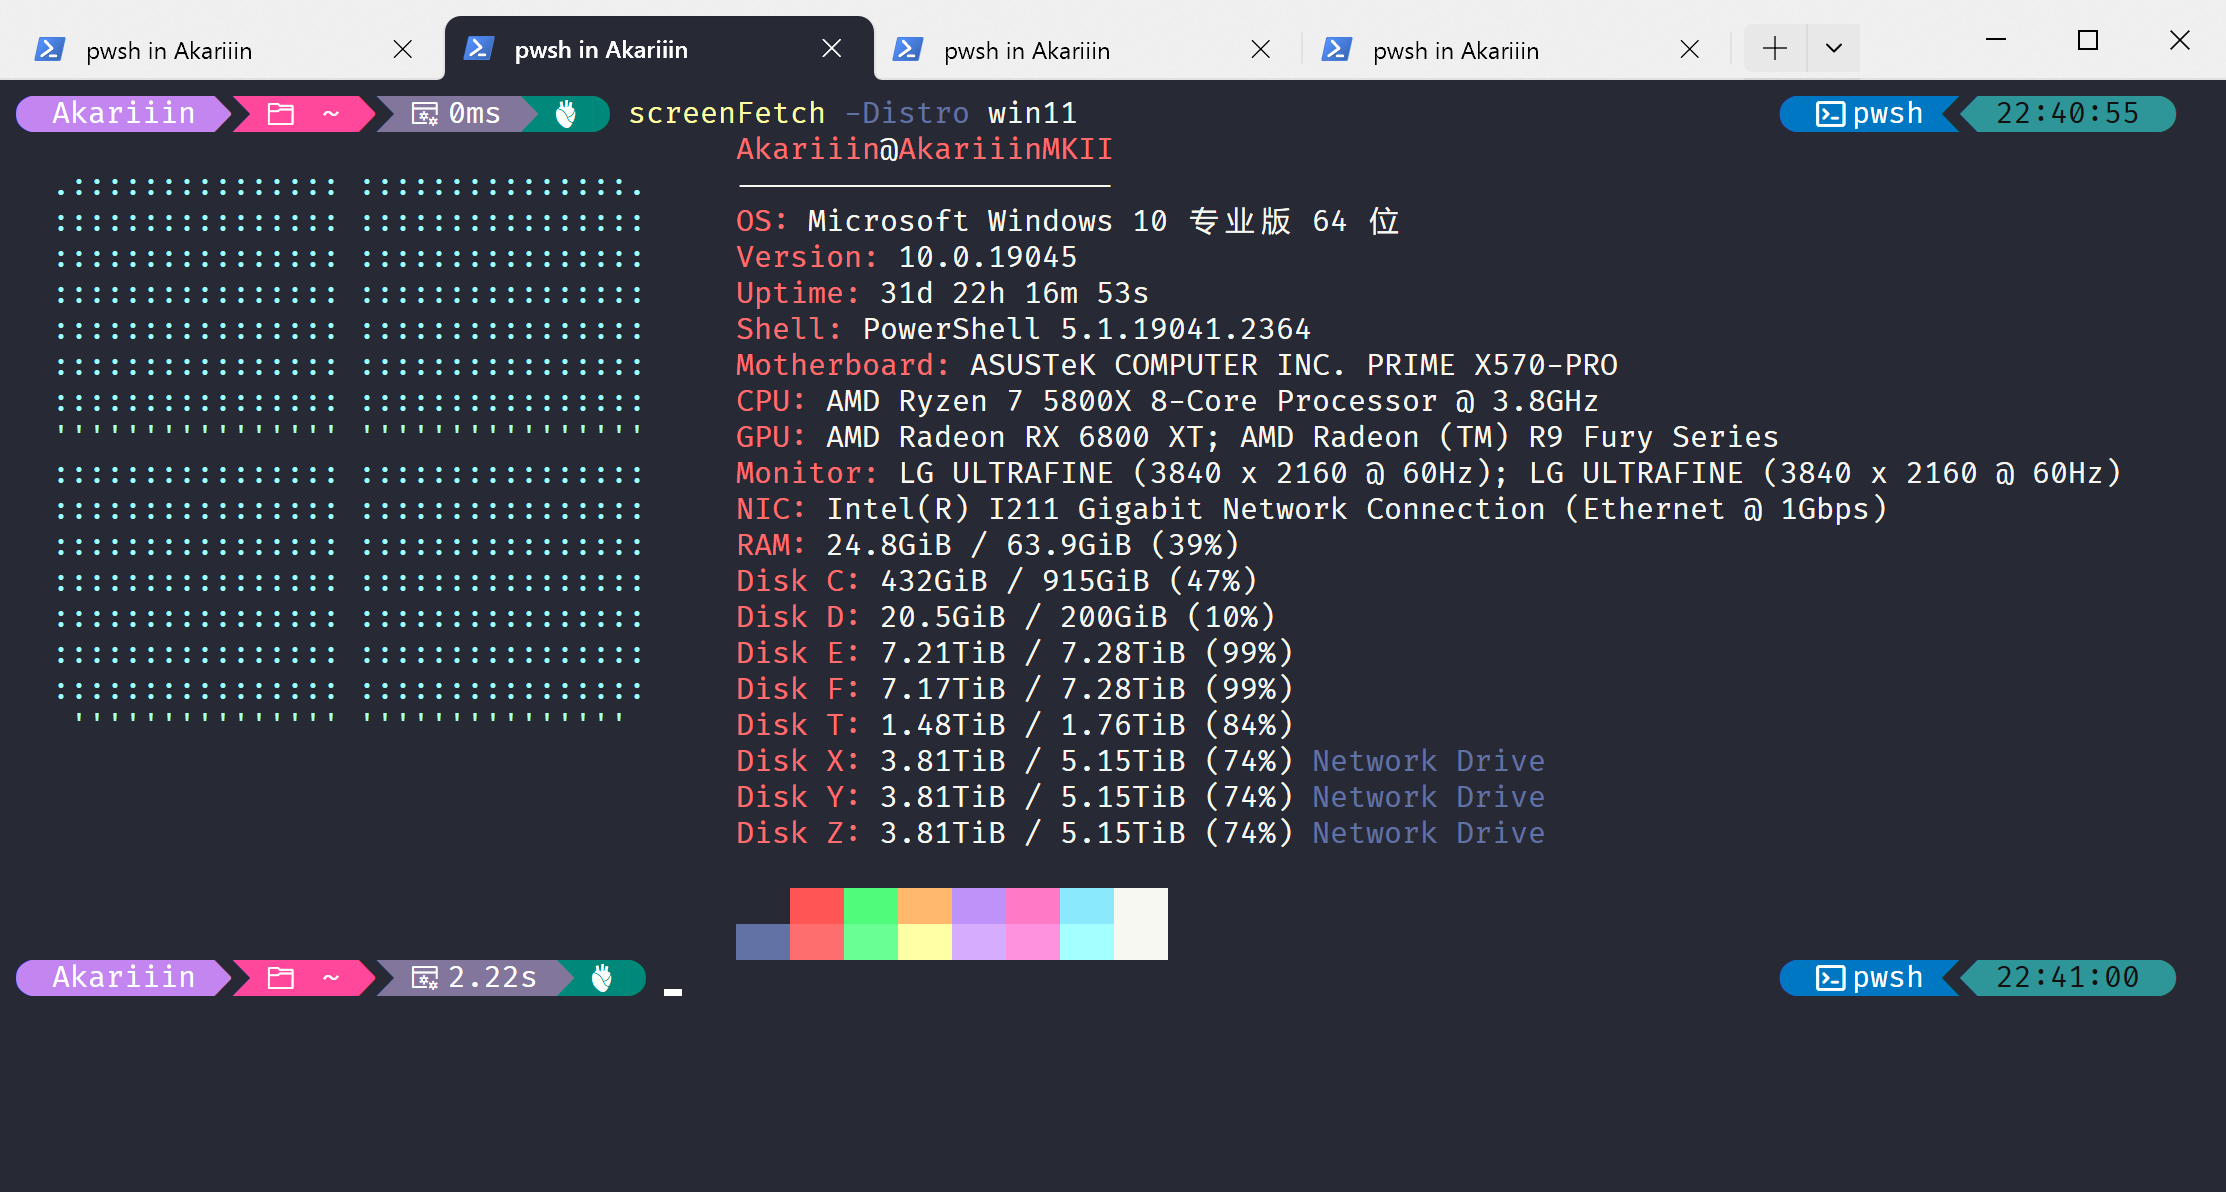 pwsh in Akariiin
pwsh in Akariiin
pwsh in Akariiin
pwsh in Akariiin
Akariiin ~ 0ms screenFetch -Distro win11 pwsh 22:40:55
Akariiin@AkariiinMKII
OS: Microsoft Windows 10 专业版 64 位
Version: 10.0.19045
Uptime: 31d 22h 16m 53s
Shell: PowerShell 5.1.19041.2364
Motherboard: ASUSTeK COMPUTER INC. PRIME X570-PRO
CPU: AMD Ryzen 7 5800X 8-Core Processor @ 3.8GHz
GPU: AMD Radeon RX 6800 XT; AMD Radeon (TM) R9 Fury Series
Monitor: LG ULTRAFINE (3840 x 2160 @ 60Hz); LG ULTRAFINE (3840 x 2160 @ 60Hz)
NIC: Intel(R) I211 Gigabit Network Connection (Ethernet @ 1Gbps)
RAM: 24.8GiB / 63.9GiB (39%)
Disk C: 432GiB / 915GiB (47%)
Disk D: 20.5GiB / 200GiB (10%)
Disk E: 7.21TiB / 7.28TiB (99%)
Disk F: 7.17TiB / 7.28TiB (99%)
Disk T: 1.48TiB / 1.76TiB (84%)
Disk X: 3.81TiB / 5.15TiB (74%) Network Drive
Disk Y: 3.81TiB / 5.15TiB (74%) Network Drive
Disk Z: 3.81TiB / 5.15TiB (74%) Network Drive
Akariiin ~ 2.22s pwsh 22:41:00